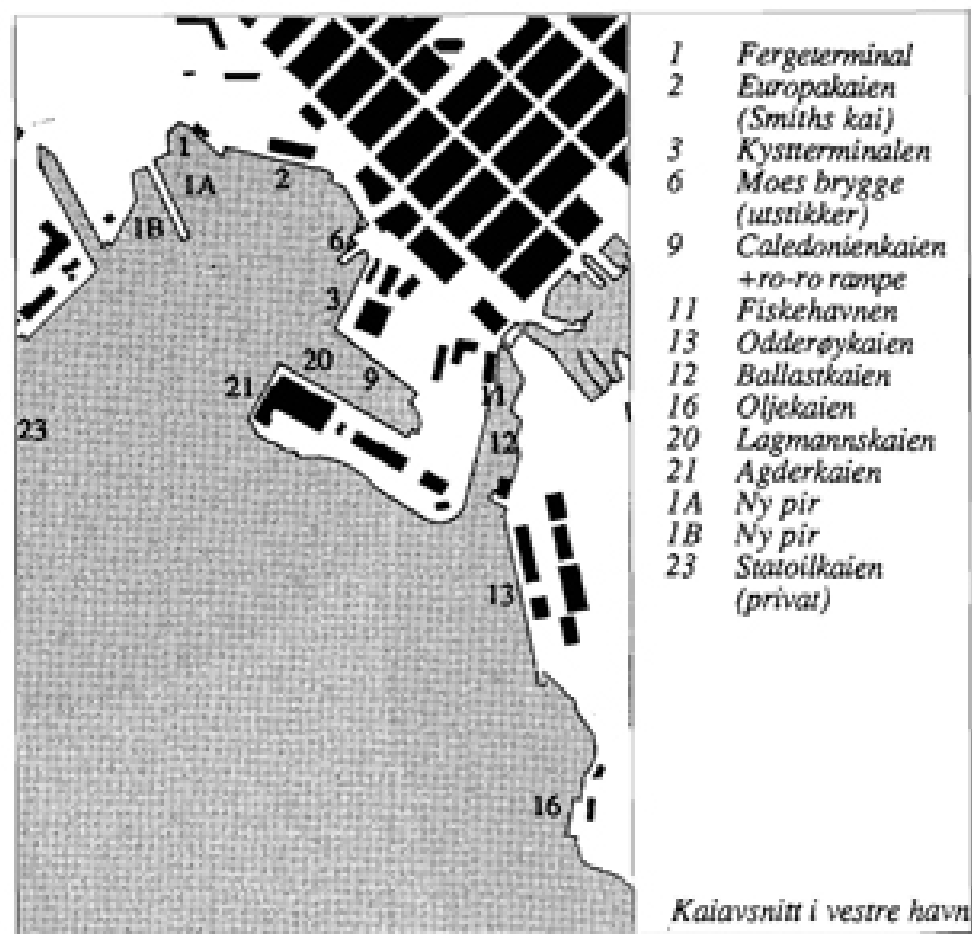 1 Fergeterminal
2 Europakaien
(Smiths kai)
3 Kystterminalen
6 Moes brygge
(utstikker)
9 Caledonienkaien
+ro-ro rampe
11 Fiskehavnen
13 Odderøykaien
12 Ballastkaien
16 Oljekaien
20 Lagmannskaien
21 Agderkaien
1A Ny pir
1B Ny pir
23 Statoilkaien
(privat)
Kaiavsnitt i vestre havn
1
1A
2
1B
6
3
20
9
21
11
23
12
13
16